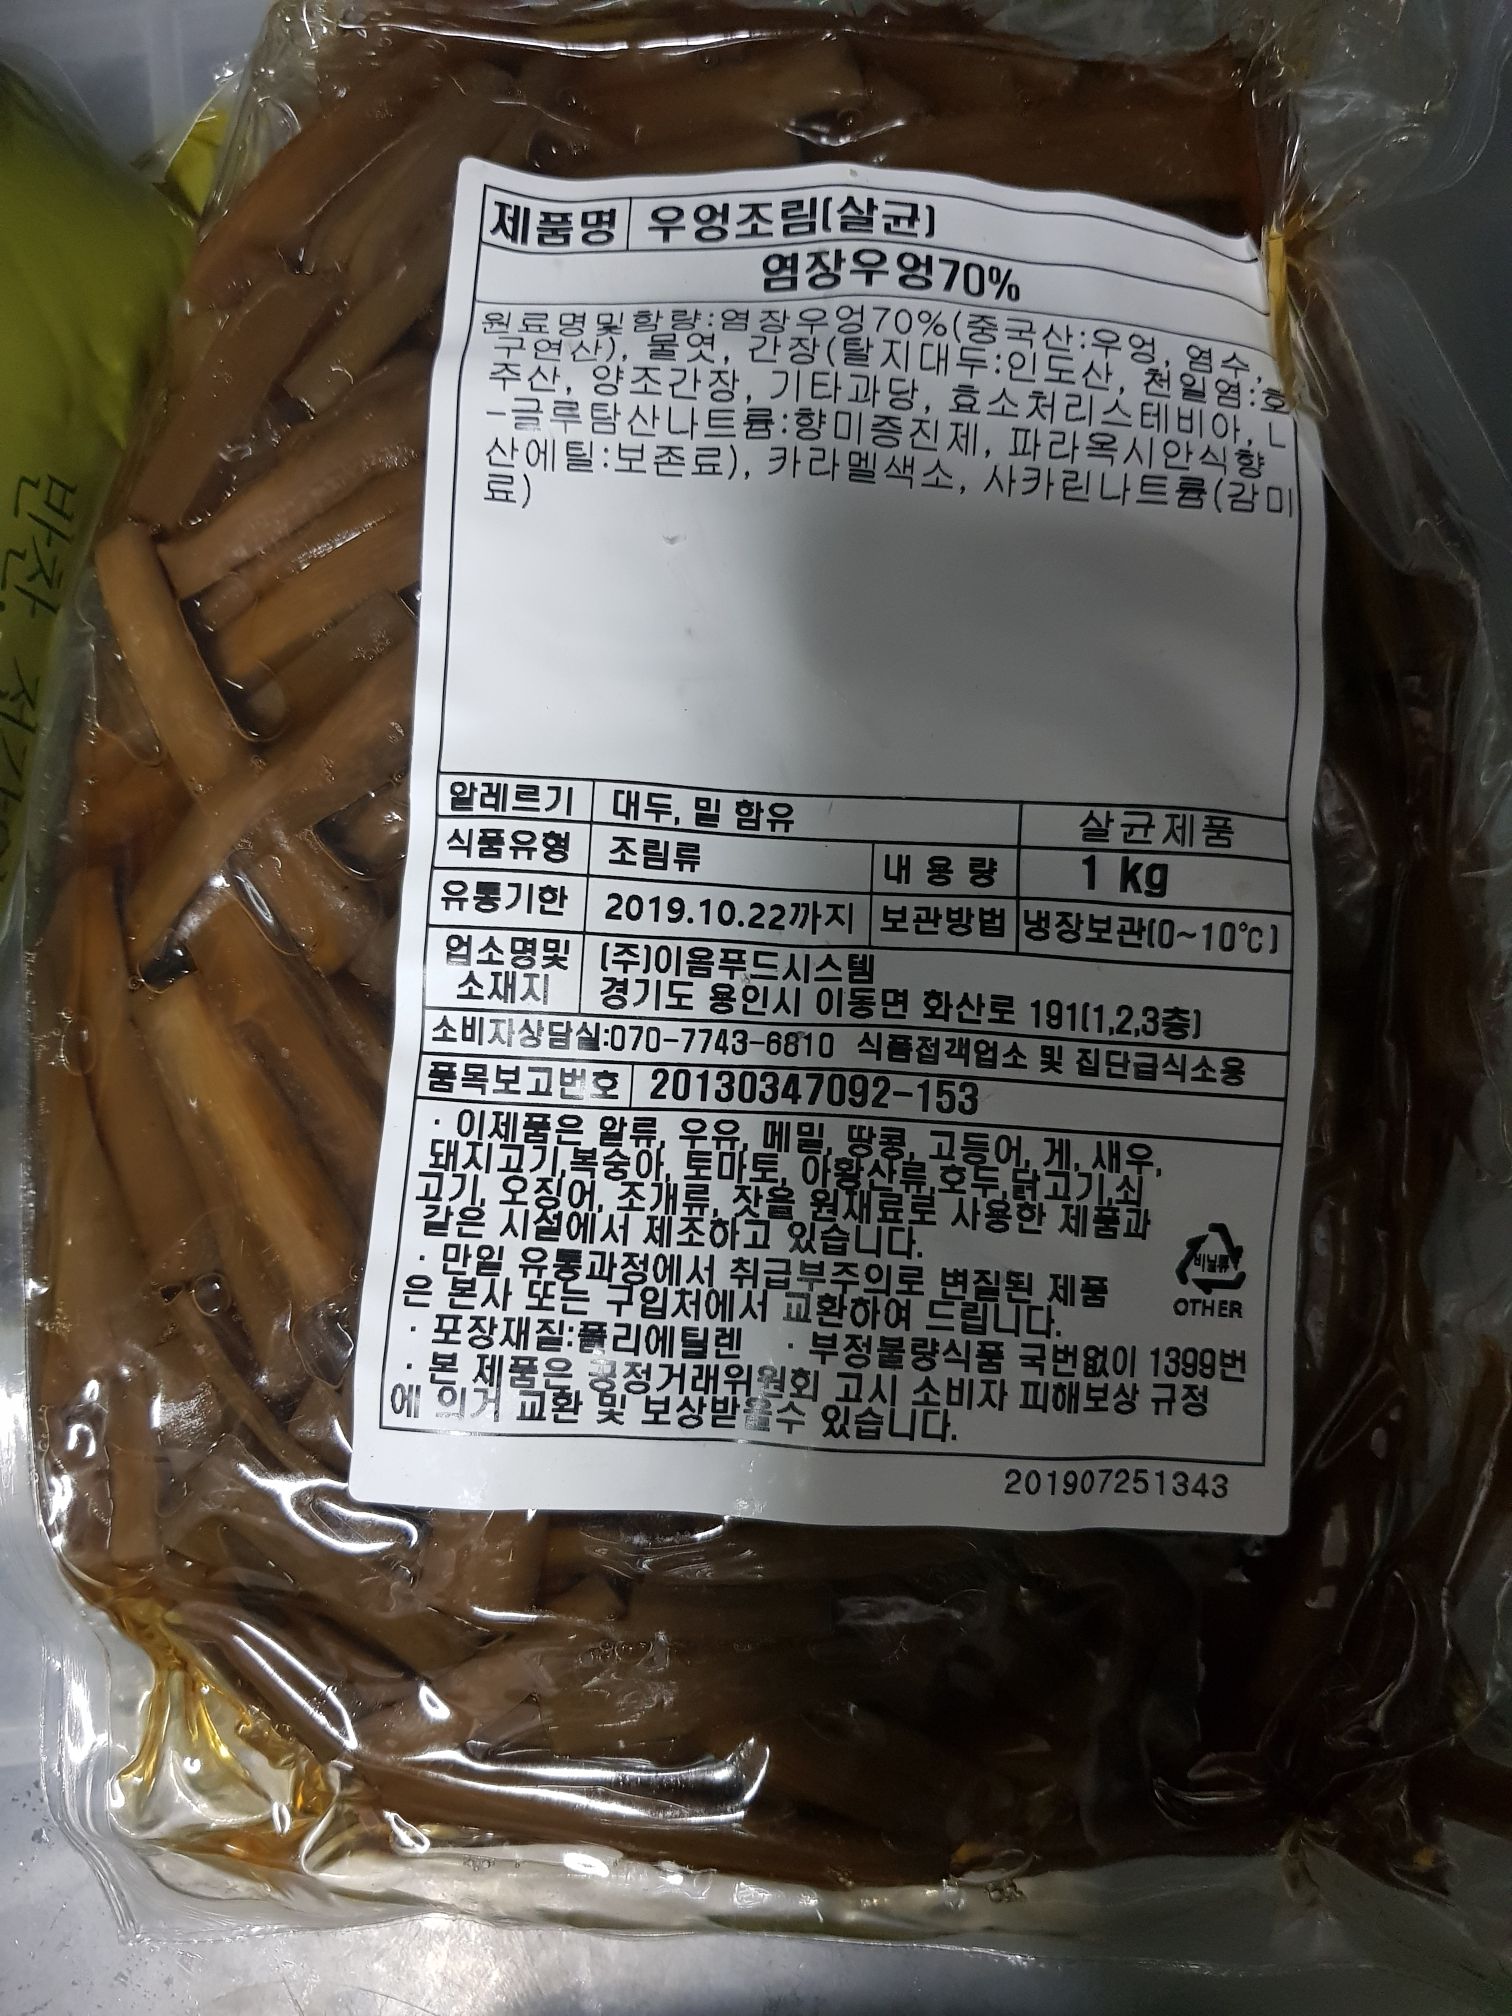 제품명 우엉조림(살균)
염장우엉70%
원료명및함량:염장우엉70%(중국산:우엉, 염수,
구연산), 물엿, 간장(탈지대두:인도산, 천일염:호
주산, 양조간장, 기타과당, 효소처리스테비아, L
-글루탐산나트륨:향미증진제, 파라옥시안식향
산에틸:보존료), 카라멜색소, 사카린나트륨(감미
료)
알레르기 대두, 밀 함유 살균제품
식품유형 조림류 내용량 1 kg
유통기한 2019.10.22까지 보관방법 냉장보관(0~10℃)
업소명및 소재지 (주)이옴푸드시스템
경기도 용인시 이동면 화산로 191(1,2,3층)
소비자상담실:070-7743-6810 식품접객업소 및 집단급식소용
품목보고번호 20130347092-153
· 이제품은 알류, 우유, 메밀, 땅콩, 고등어, 게, 새우,
돼지고기,복숭아, 토마토, 아황산류,호두,닭고기,쇠
고기, 오징어, 조개류, 잣을 원재료로 사용한 제품과
같은 시설에서 제조하고 있습니다.
· 만일 유통과정에서 취급부주의로 변질된 제품
은 본사 또는 구입처에서 교환하여 드립니다.
· 포장재질:폴리에틸렌 · 부정불량식품 국번없이 1399번
· 본 제품은 공정거래위원회 고시 소비자 피해보상 규정
에 의거 교환 및 보상받을수 있습니다.
비닐류
OTHER
201907251343